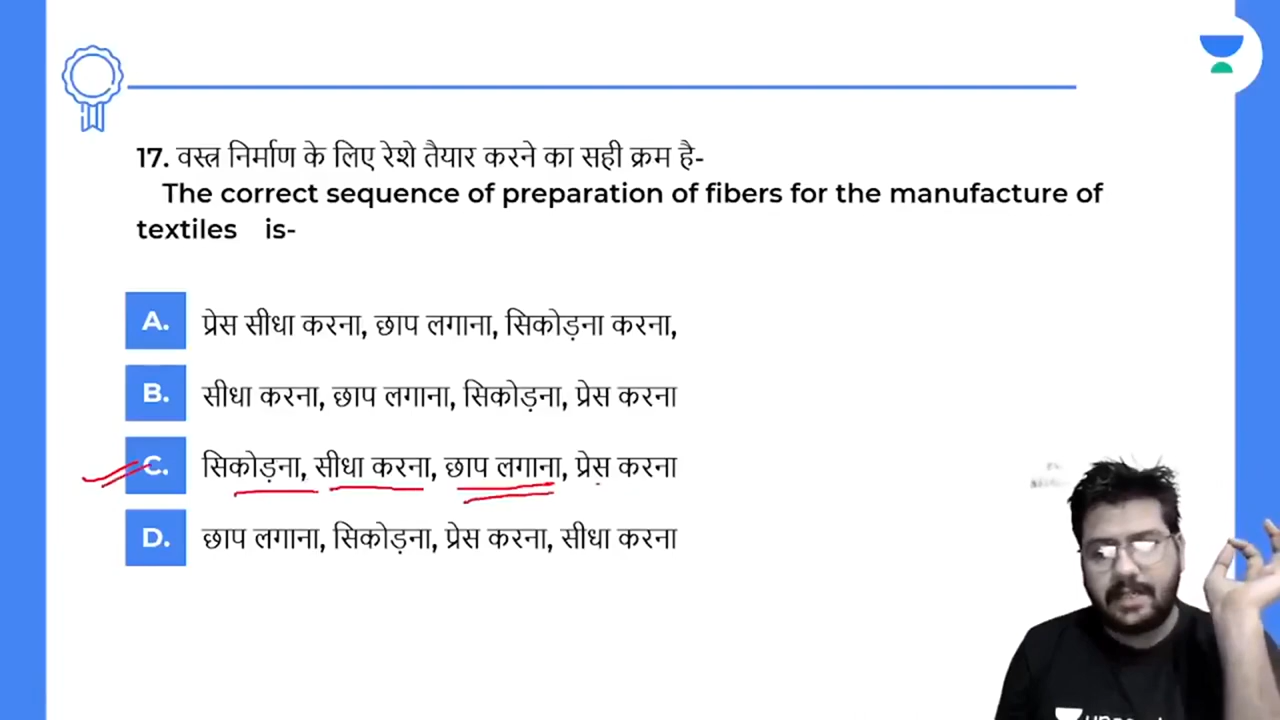 17. वस्त्र निर्माण के लिए रेशे तैयार करने का सही क्रम है-
The correct sequence of preparation of fibers for the manufacture of
textiles is-
A. प्रेस सीधा करना, छाप लगाना, सिकोड़ना करना,
B. सीधा करना, छाप लगाना, सिकोड़ना, प्रेस करना
C. सिकोड़ना, सीधा करना, छाप लगाना, प्रेस करना
D. छाप लगाना, सिकोड़ना, प्रेस करना, सीधा करना